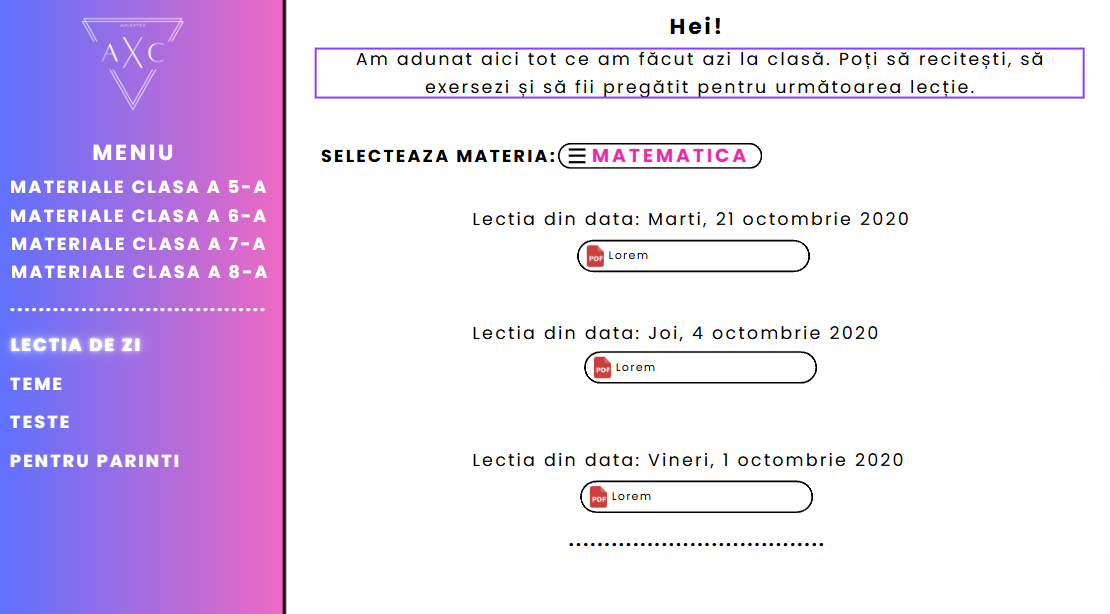 AXC
MENIU
MATERIALE CLASA A 5-A
MATERIALE CLASA A 6-A
MATERIALE CLASA A 7-A
MATERIALE CLASA A 8-A
LECTIA DE ZI
TEME
TESTE
PENTRU PARINTI
Hei!
Am adunat aici tot ce am făcut azi la clasă. Poți să recitești, să
exersezi și să fii pregătit pentru următoarea lecție.
SELECTEAZA MATERIA: MATEMATICA
Lectia din data: Marti, 21 octombrie 2020
PDF Lorem
Lectia din data: Joi, 4 octombrie 2020
PDF Lorem
Lectia din data: Vineri, 1 octombrie 2020
PDF Lorem